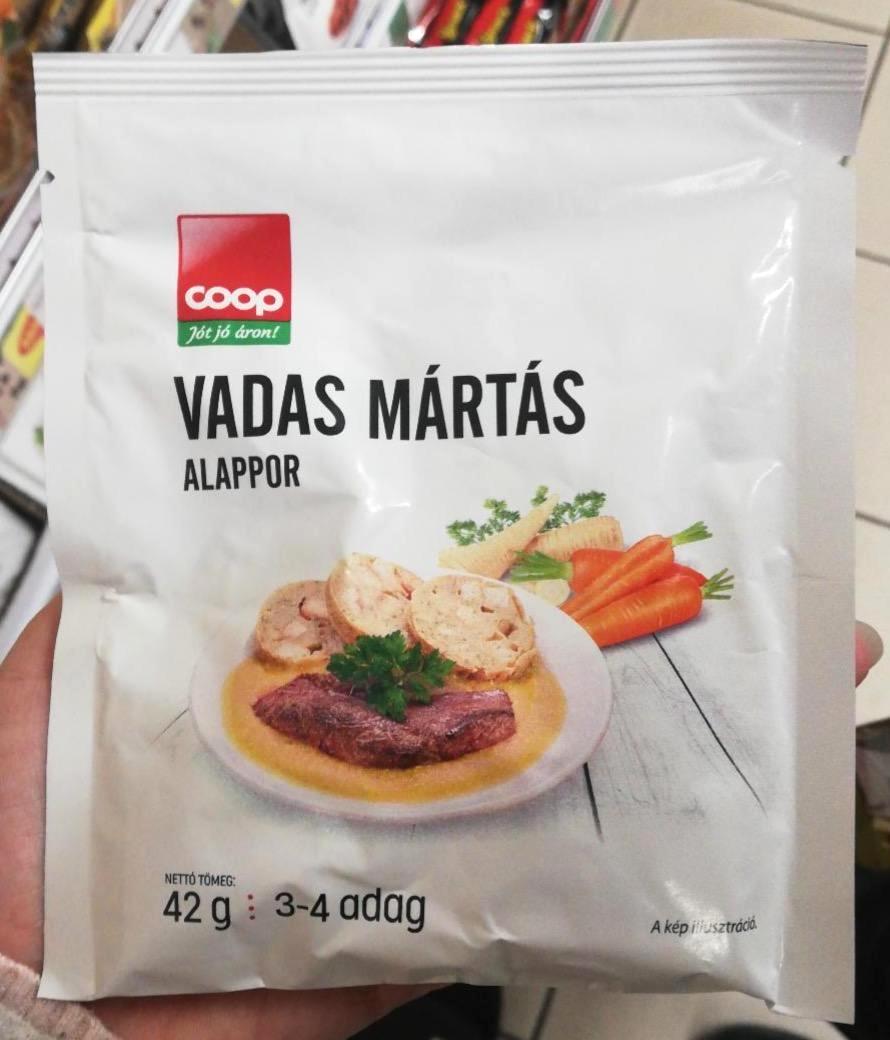 coop
Jót jó áron!
VADAS MÁRTÁS
ALAPPOR
NETTÓ TÖMEG:
42 g 3-4 adag
A kép illusztráció.